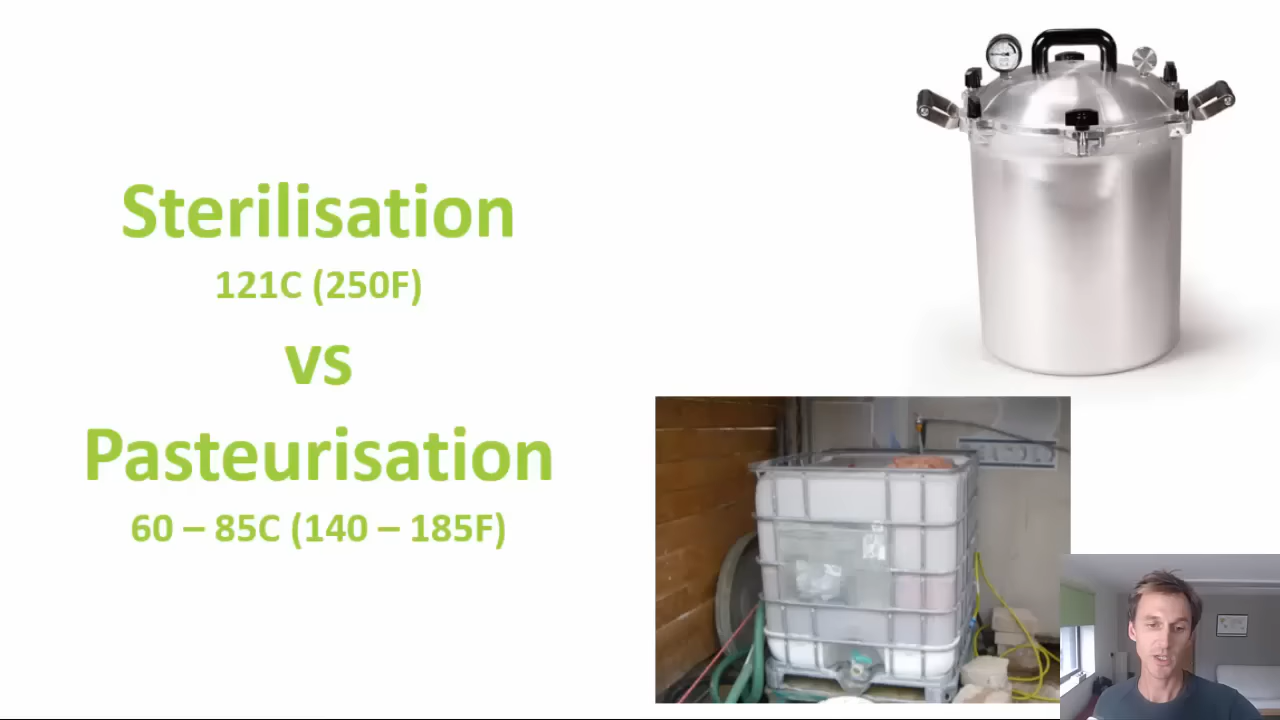 Sterilisation
121C (250F)
vs
Pasteurisation
60 – 85C (140 – 185F)